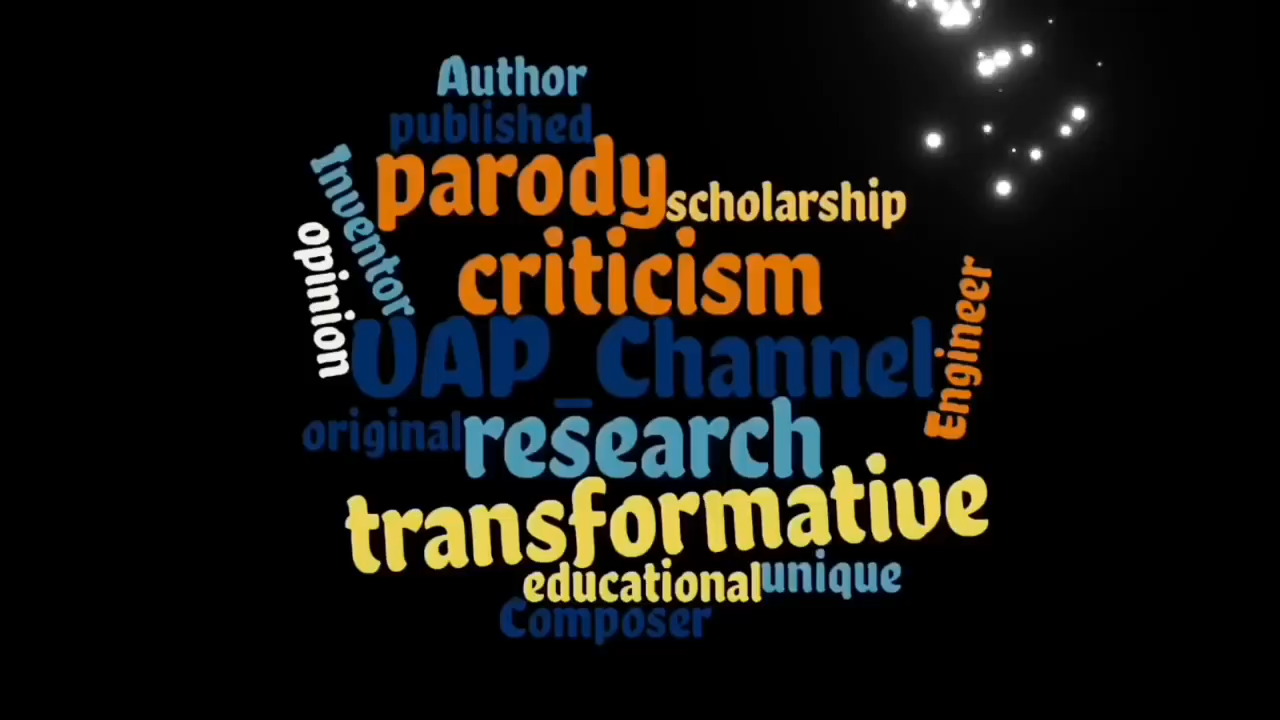 Author
published
parody
scholarship
Inventor
opinion
criticism
UAP_Channel
Engineer
original
research
transformative
educational
unique
Composer